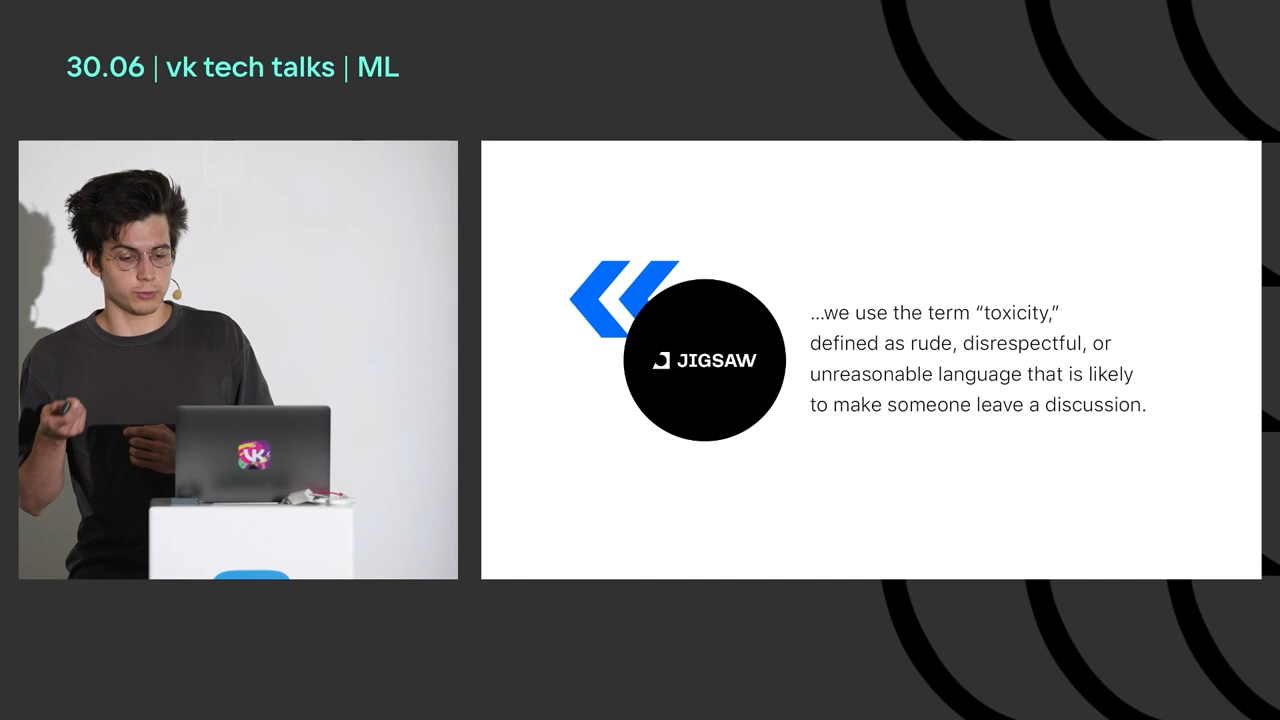 30.06 | vk tech talks | ML
JIGSAW
...we use the term “toxicity,”
defined as rude, disrespectful, or
unreasonable language that is likely
to make someone leave a discussion.
VK